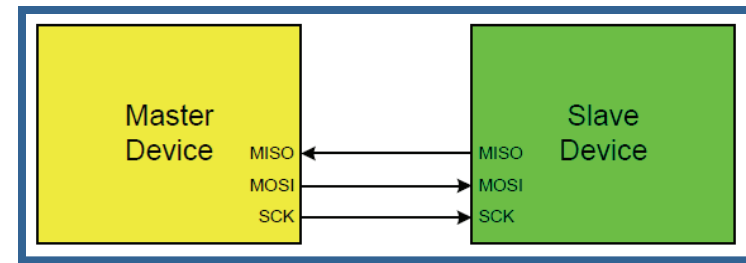 Master
Device
MISO
MOSI
SCK
Slave
Device
MISO
MOSI
SCK